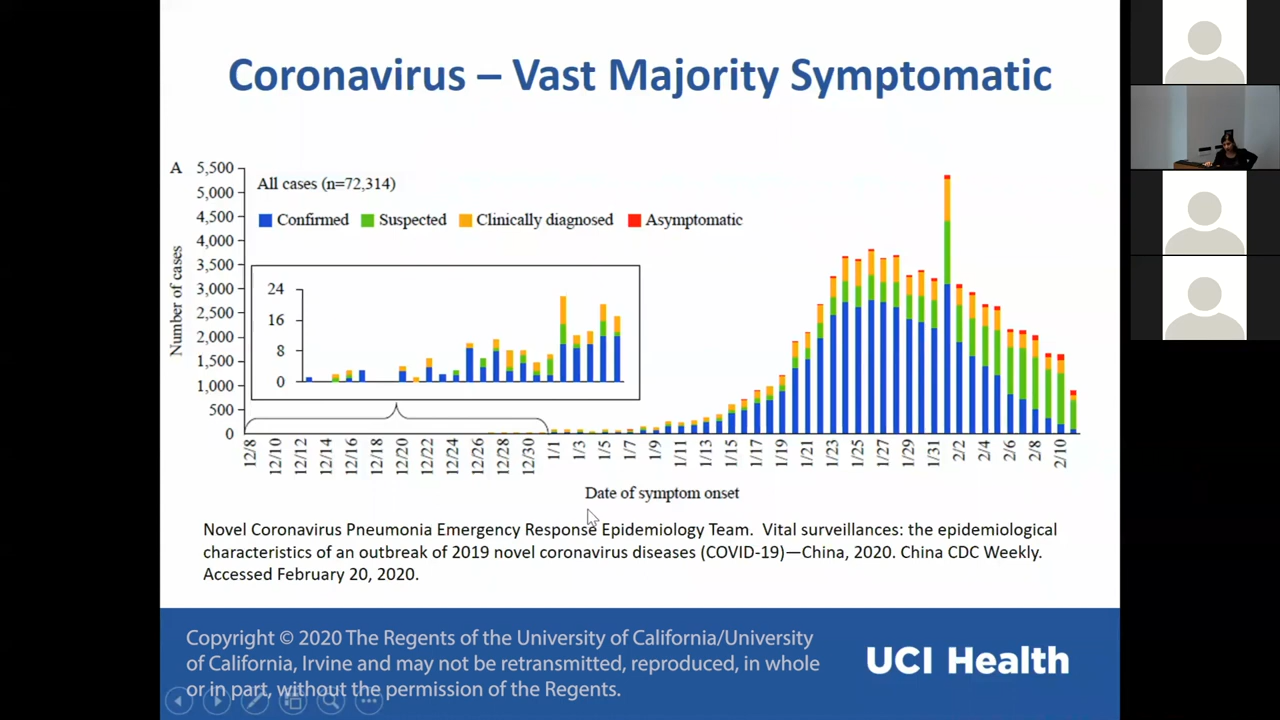 Coronavirus – Vast Majority Symptomatic
A
5,500
5,000
4,500
4,000
3,500
3,000
2,500
2,000
1,500
1,000
500
0
Number of cases
All cases (n=72,314)
Confirmed Suspected Clinically diagnosed Asymptomatic
24
16
8
0
12/8 12/10 12/12 12/14 12/16 12/18 12/20 12/22 12/24 12/26 12/28 12/30 1/1 1/3 1/5 1/7 1/9 1/11 1/13 1/15 1/17 1/19 1/21 1/23 1/25 1/27 1/29 1/31 2/2 2/4 2/6 2/8 2/10
Date of symptom onset
Novel Coronavirus Pneumonia Emergency Response Epidemiology Team. Vital surveillances: the epidemiological
characteristics of an outbreak of 2019 novel coronavirus diseases (COVID-19)—China, 2020. China CDC Weekly.
Accessed February 20, 2020.
Copyright © 2020 The Regents of the University of California/University
of California, Irvine and may not be retransmitted, reproduced, in whole
or in part, without the permission of the Regents.
UCI Health